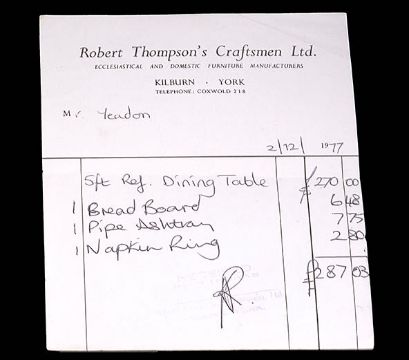 Robert Thompson's Craftsmen Ltd.
ECCLESIASTICAL AND DOMESTIC FURNITURE MANUFACTURERS
KILBURN · YORK
TELEPHONE: COXWOLD 218
Mr. Yeadon
2/12/ 1977
5ft Ref. Dining Table £270 00
1 Bread Board 6 48
1 Pipe Ashtray 7 75
1 Napkin Ring 2 80
£287 03